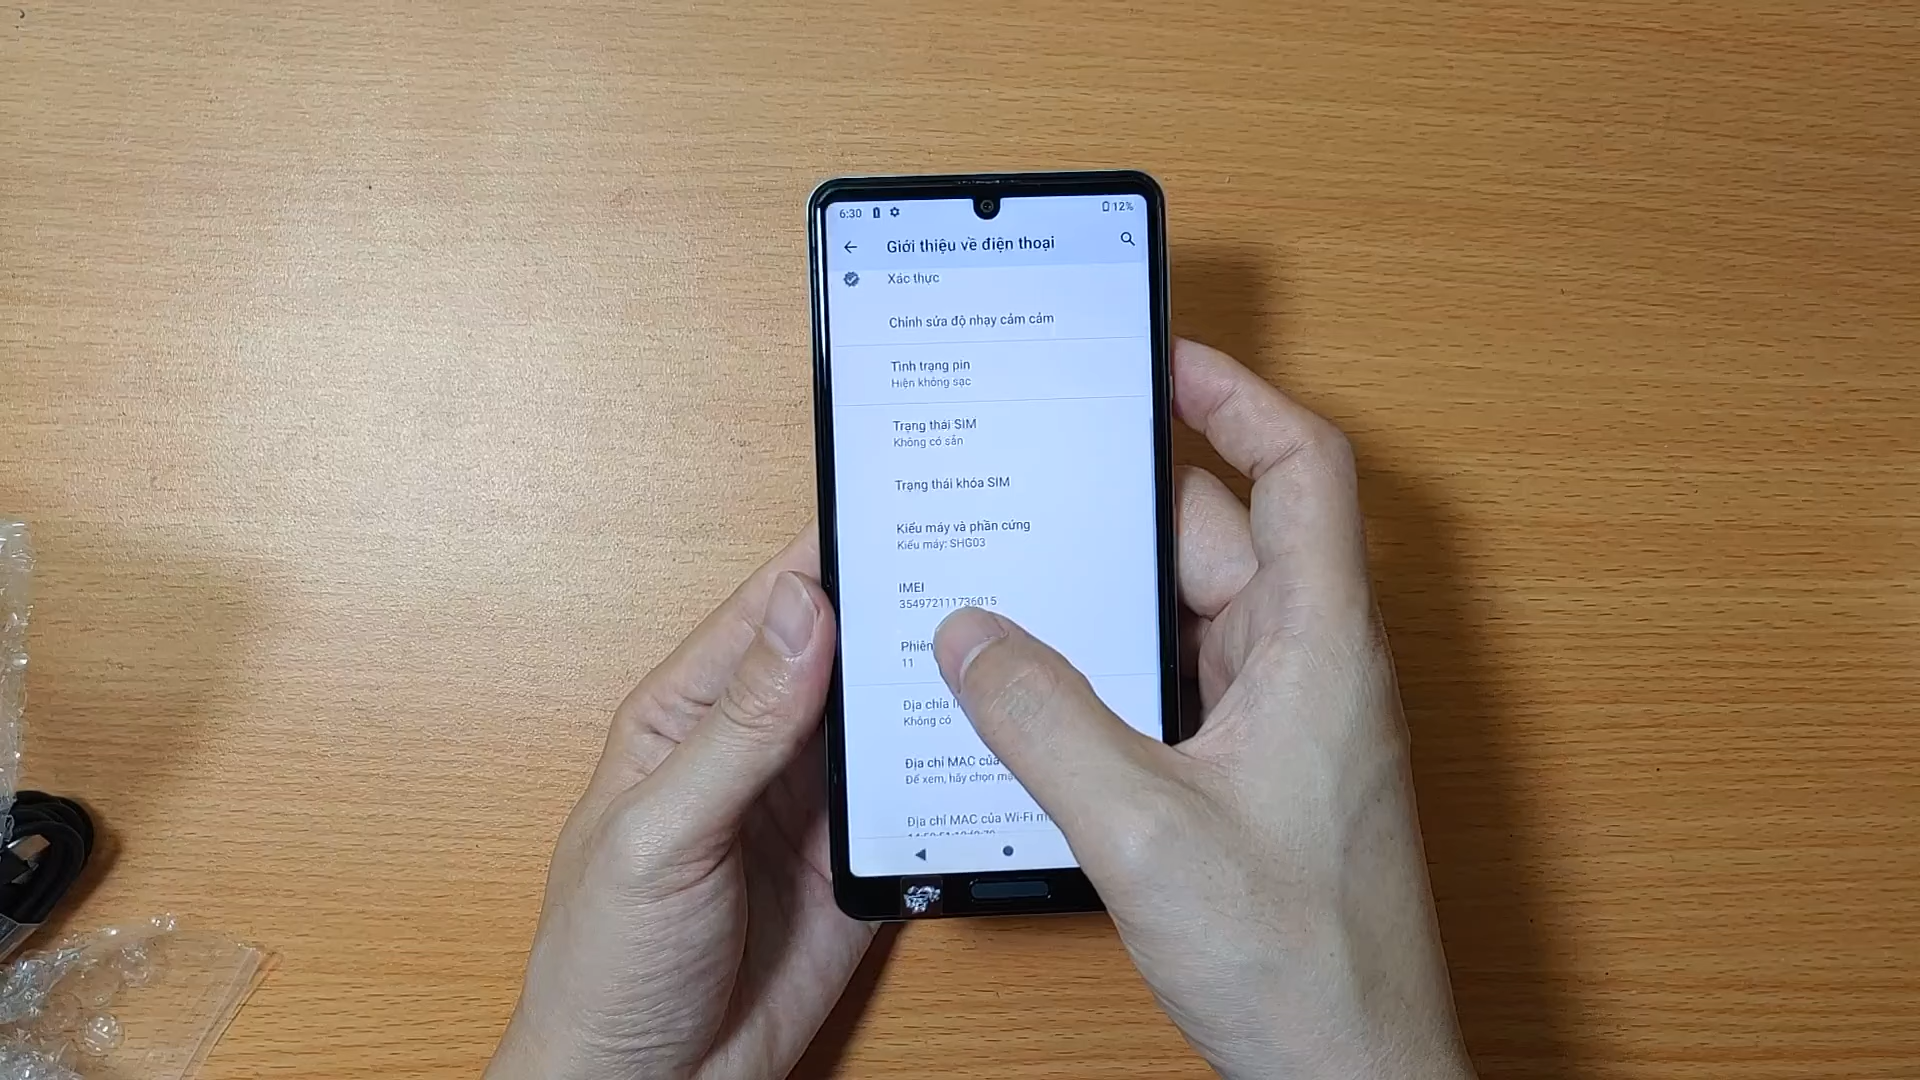 6:30 12%
Giới thiệu về điện thoại
Xác thực
Chỉnh sửa độ nhạy cảm cảm
Tình trạng pin
Hiện không sạc
Trạng thái SIM
Không có sẵn
Trạng thái khóa SIM
Kiểu máy và phần cứng
Kiểu máy: SHG03
IMEI
354972111736015
Phiên
11
Địa chỉa
Không có
Địa chỉ MAC của
Để xem, hãy chọn
Địa chỉ MAC của Wi-Fi